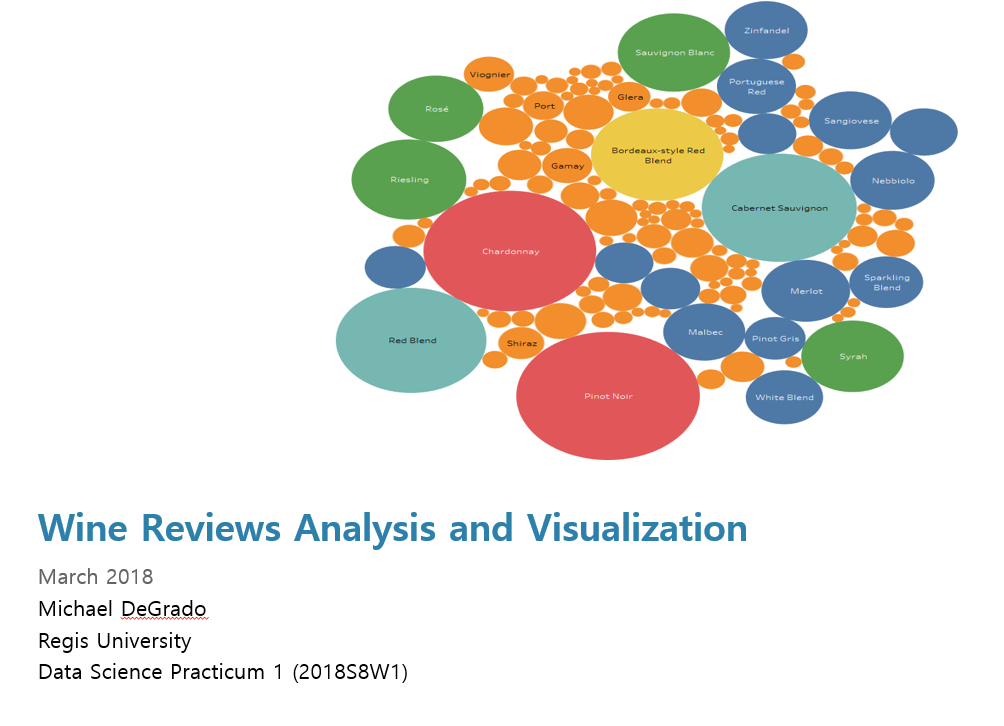 Zinfandel
Sauvignon Blanc
Viognier
Portuguese
Red
Glera
Port
Rosé
Sangiovese
Bordeaux-style Red
Blend
Gamay
Riesling
Nebbiolo
Cabernet Sauvignon
Chardonnay
Sparkling
Blend
Merlot
Malbec
Pinot Gris
Red Blend
Shiraz
Syrah
Pinot Noir
White Blend
Wine Reviews Analysis and Visualization
March 2018
Michael DeGrado
Regis University
Data Science Practicum 1 (2018S8W1)